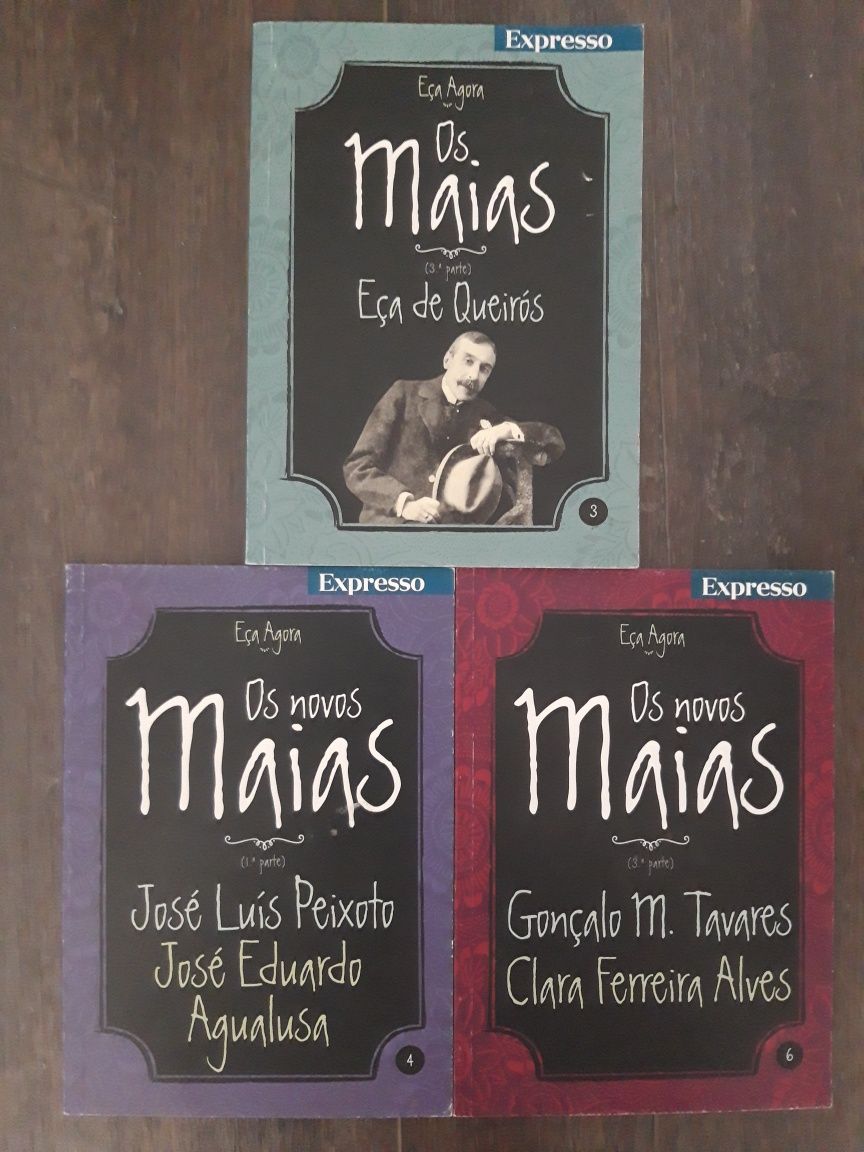 Expresso
Eça Agora
Os
Maias
(3.ª parte)
Eça de Queirós
3
Expresso
Eça Agora
Os novos
Maias
(1.ª parte)
José Luís Peixoto
José Eduardo
Agualusa
4
Expresso
Eça Agora
Os novos
Maias
(3.ª parte)
Gonçalo M. Tavares
Clara Ferreira Alves
6